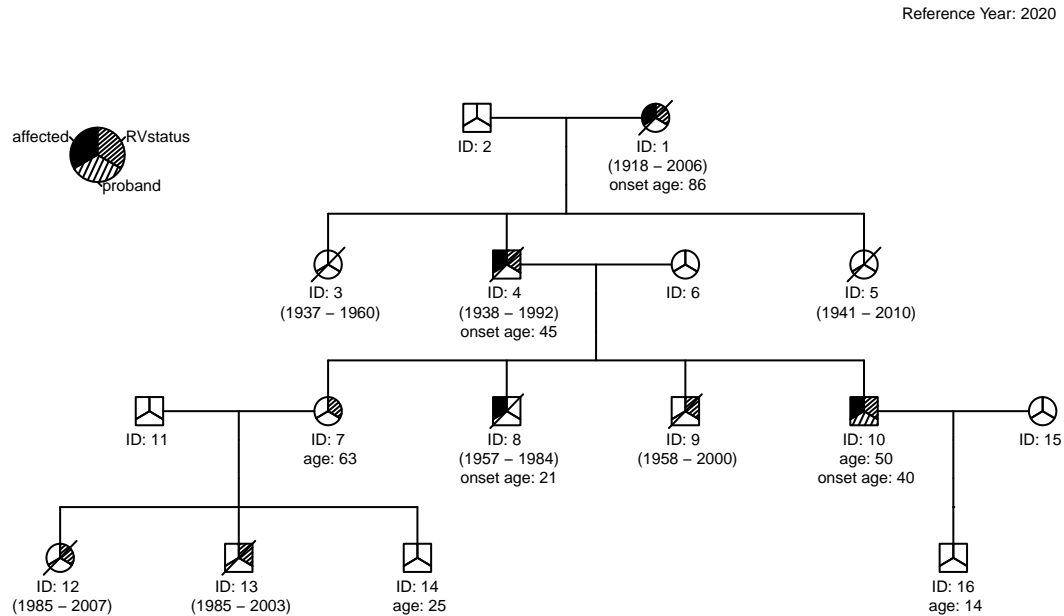 Reference Year: 2020
affected
RVstatus
proband
ID: 2
ID: 1
(1918 – 2006)
onset age: 86
ID: 3
(1937 – 1960)
ID: 4
(1938 – 1992)
onset age: 45
ID: 6
ID: 5
(1941 – 2010)
ID: 11
ID: 7
age: 63
ID: 8
(1957 – 1984)
onset age: 21
ID: 9
(1958 – 2000)
ID: 10
age: 50
onset age: 40
ID: 15
ID: 12
(1985 – 2007)
ID: 13
(1985 – 2003)
ID: 14
age: 25
ID: 16
age: 14